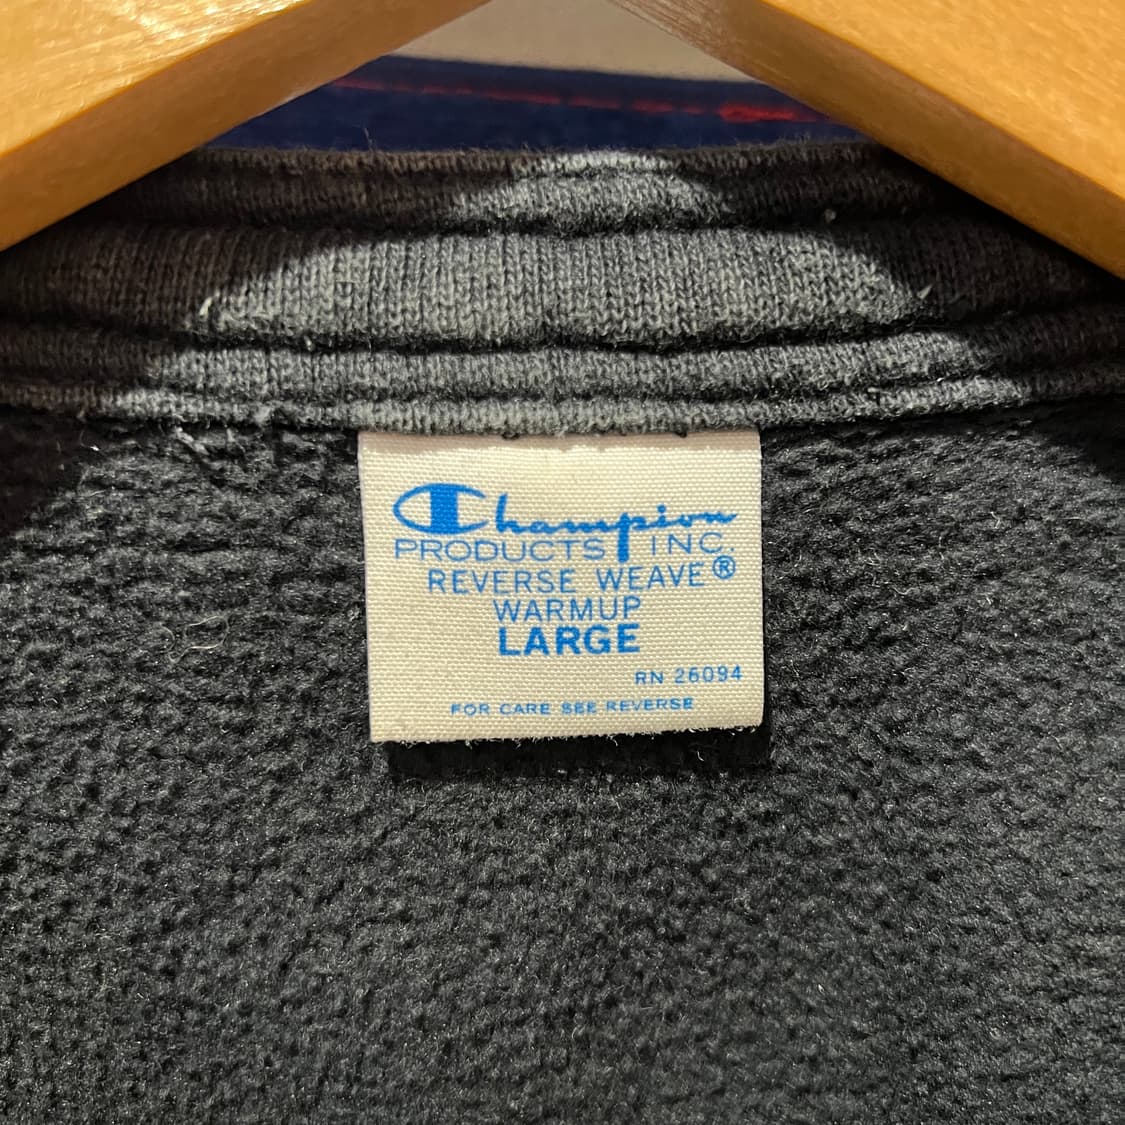 Champion
PRODUCTS INC.
REVERSE WEAVE®
WARMUP
LARGE
RN 26094
FOR CARE SEE REVERSE